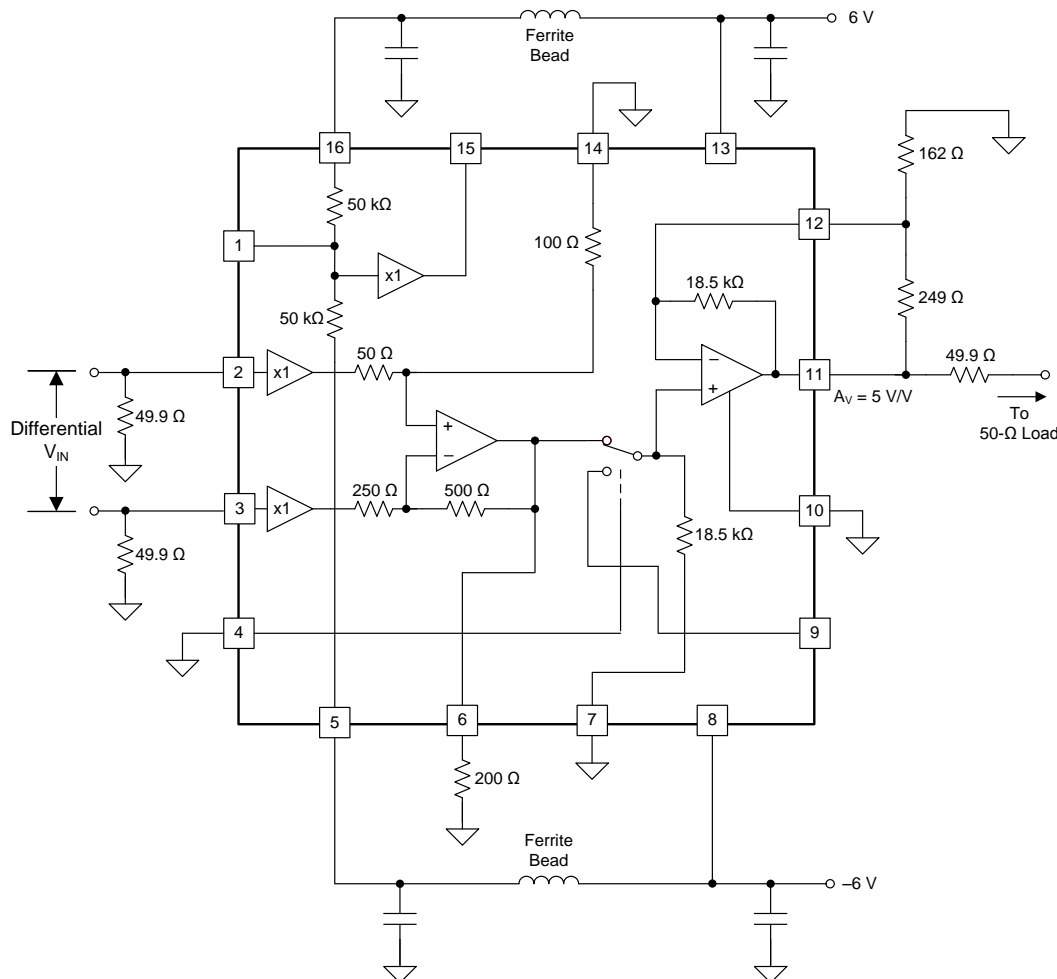 6 V
Ferrite
Bead
16
15
14
13
162 Ω
50 kΩ
12
1
100 Ω
x1
18.5 kΩ
249 Ω
50 kΩ
2
x1
50 Ω
−
+
11
49.9 Ω
A_V = 5 V/V
To
50-Ω Load
49.9 Ω
Differential
V_IN
+
−
3
x1
250 Ω
500 Ω
10
49.9 Ω
18.5 kΩ
4
9
5
6
7
8
200 Ω
Ferrite
Bead
–6 V